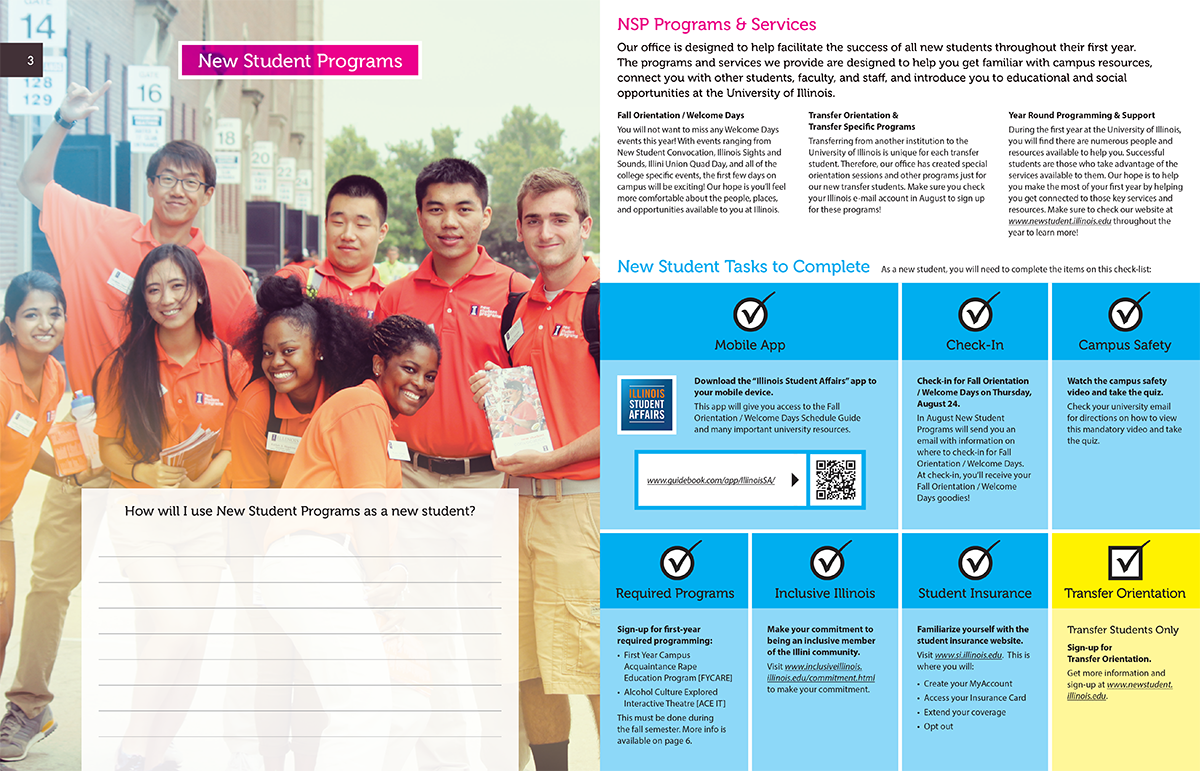 GATE
14
3
128
129
GATE
16
18
20
22
24
New Student Programs
New
Student
Programs
How will I use New Student Programs as a new student?
NSP Programs & Services
Our office is designed to help facilitate the success of all new students throughout their first year.
The programs and services we provide are designed to help you get familiar with campus resources,
connect you with other students, faculty, and staff, and introduce you to educational and social
opportunities at the University of Illinois.
Fall Orientation / Welcome Days
You will not want to miss any Welcome Days
events this year! With events ranging from
New Student Convocation, Illinois Sights and
Sounds, Illini Union Quad Day, and all of the
college specific events, the first few days on
campus will be exciting! Our hope is you'll feel
more comfortable about the people, places,
and opportunities available to you at Illinois.
Transfer Orientation &
Transfer Specific Programs
Transferring from another institution to the
University of Illinois is unique for each transfer
student. Therefore, our office has created special
orientation sessions and other programs just for
our new transfer students. Make sure you check
your Illinois e-mail account in August to sign up
for these programs!
Year Round Programming & Support
During the first year at the University of Illinois,
you will find there are numerous people and
resources available to help you. Successful
students are those who take advantage of the
services available to them. Our hope is to help
you make the most of your first year by helping
you get connected to those key services and
resources. Make sure to check our website at
www.newstudent.illinois.edu throughout the
year to learn more!
New Student Tasks to Complete
As a new student, you will need to complete the items on this check-list:
Mobile App
ILLINOIS
STUDENT
AFFAIRS
Download the "Illinois Student Affairs" app to
your mobile device.
This app will give you access to the Fall
Orientation / Welcome Days Schedule Guide
and many important university resources.
www.guidebook.com/app/IllinoisSA/
Check-In
Check-in for Fall Orientation
/ Welcome Days on Thursday,
August 24.
In August New Student
Programs will send you an
email with information on
where to check-in for Fall
Orientation / Welcome Days.
At check-in, you'll receive your
Fall Orientation / Welcome
Days goodies!
Campus Safety
Watch the campus safety
video and take the quiz.
Check your university email
for directions on how to view
this mandatory video and take
the quiz.
Required Programs
Sign-up for first-year
required programming:
• First Year Campus
Acquaintance Rape
Education Program [FYCARE]
• Alcohol Culture Explored
Interactive Theatre [ACE IT]
This must be done during
the fall semester. More info is
available on page 6.
Inclusive Illinois
Make your commitment to
being an inclusive member
of the Illini community.
Visit www.inclusiveillinois.
illinois.edu/commitment.html
to make your commitment.
Student Insurance
Familiarize yourself with the
student insurance website.
Visit www.si.illinois.edu. This is
where you will:
• Create your MyAccount
• Access your Insurance Card
• Extend your coverage
• Opt out
Transfer Orientation
Transfer Students Only
Sign-up for
Transfer Orientation.
Get more information and
sign-up at www.newstudent.
illinois.edu.